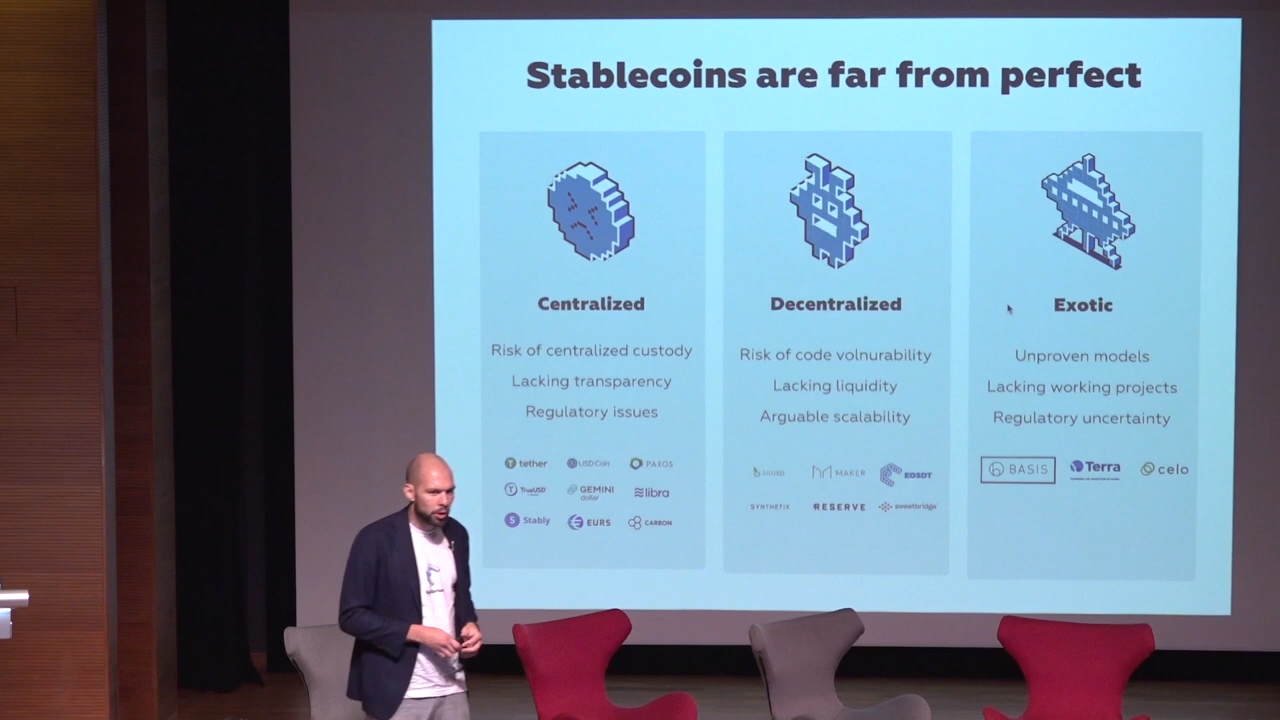 Stablecoins are far from perfect
Centralized
Risk of centralized custody
Lacking transparency
Regulatory issues
tether USD Coin PAXOS
TrueUSD GEMINI dollar libra
Stably EURS CARBON
Decentralized
Risk of code volnurability
Lacking liquidity
Arguable scalability
MAKER EOSDT
SYNTHETIX RESERVE sweetbridge
Exotic
Unproven models
Lacking working projects
Regulatory uncertainty
BASIS Terra celo